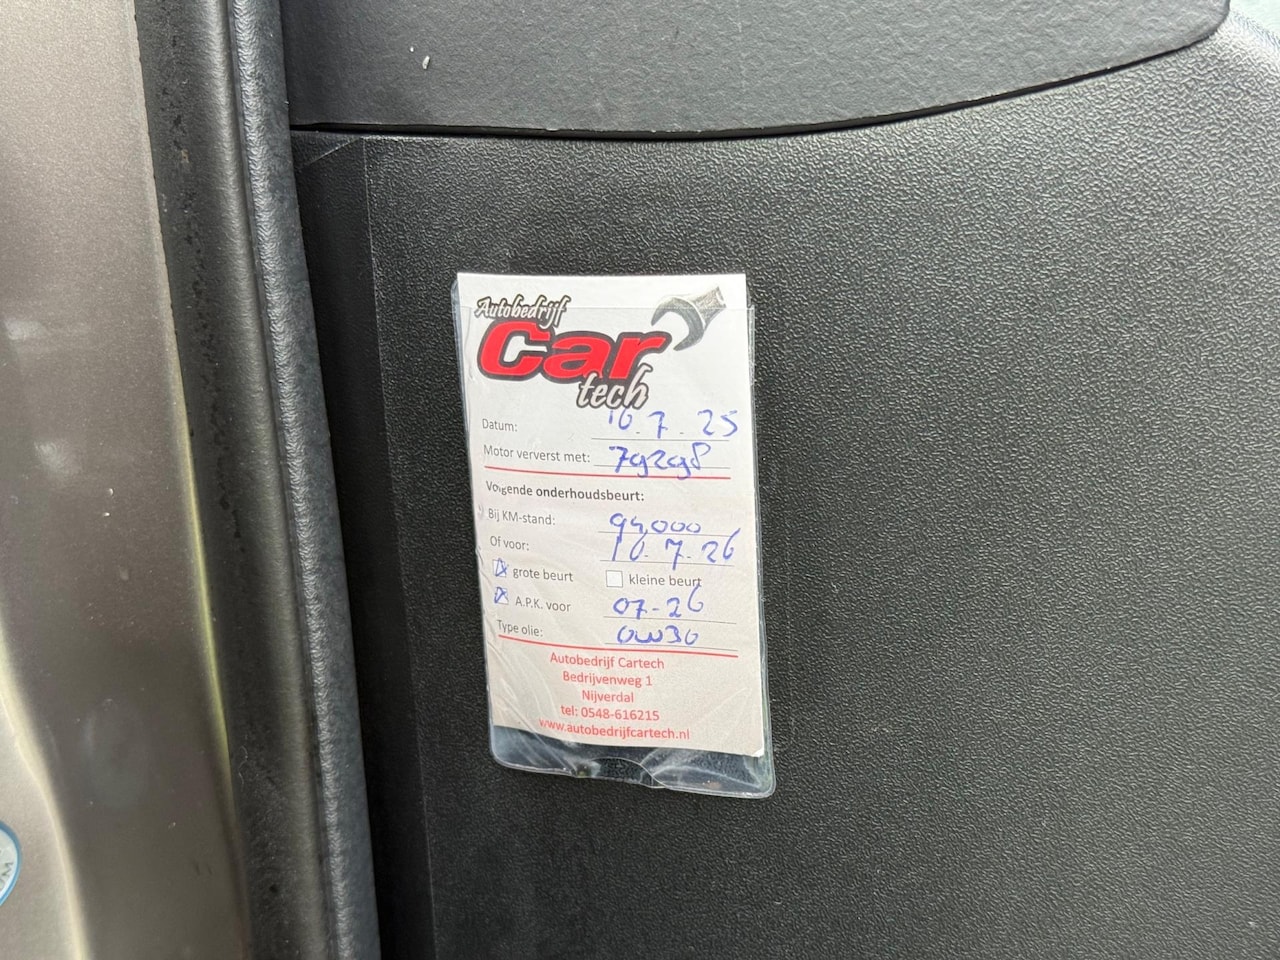 Autobedrijf
Car
tech
Datum: 16.7.25
Motor ververst met: 79298
Volgende onderhoudsbeurt:
Bij KM-stand: 94,000
Of voor: 16.7.26
grote beurt kleine beurt
A.P.K. voor 07-26
Type olie: 0W30
Autobedrijf Cartech
Bedrijvenweg 1
Nijverdal
tel: 0548-616215
www.autobedrijfcartech.nl